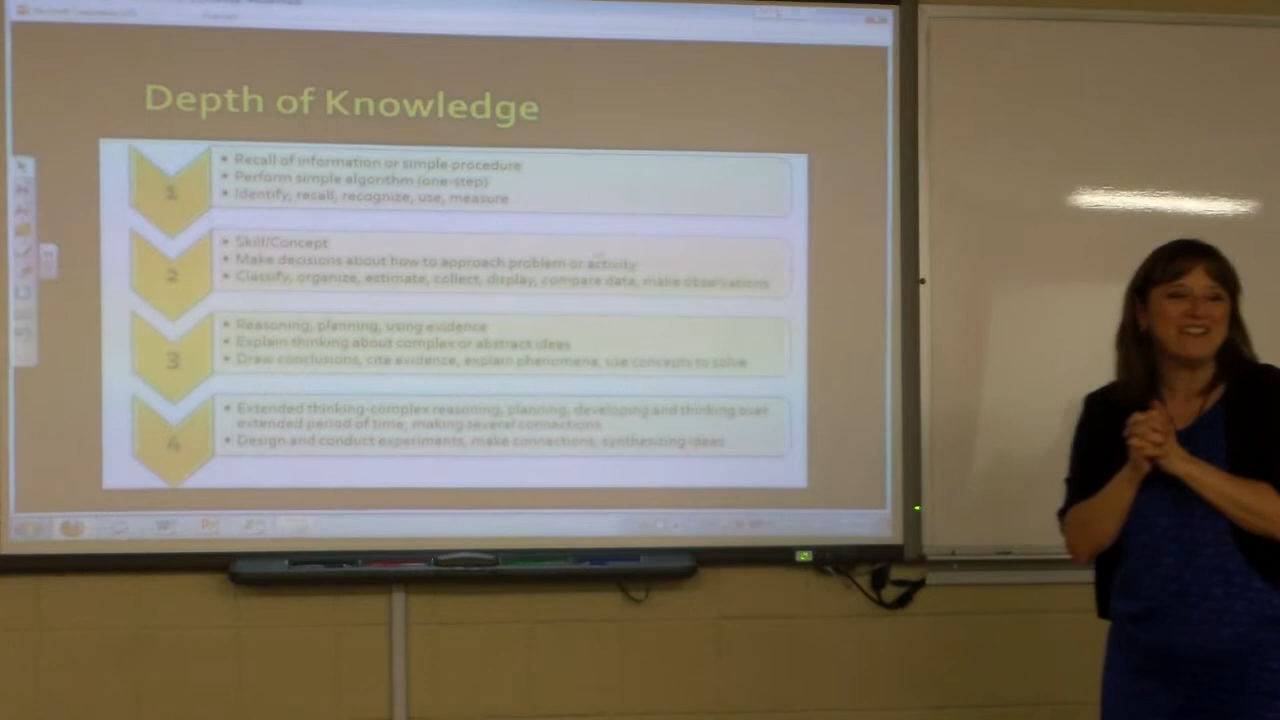 Depth of Knowledge
1
• Recall of information or simple procedure
• Perform simple algorithm (one-step)
• Identify, recall, recognize, use, measure
2
• Skill/Concept
• Make decisions about how to approach problem or activity
• Classify, organize, estimate, collect, display, compare data, make observations
3
• Reasoning, planning, using evidence
• Explain thinking about complex or abstract ideas
• Draw conclusions, cite evidence, explain phenomena, use concepts to solve
4
• Extended thinking-complex reasoning, planning, developing and thinking over
extended period of time, making several connections
• Design and conduct experiments, make connections, synthesizing ideas